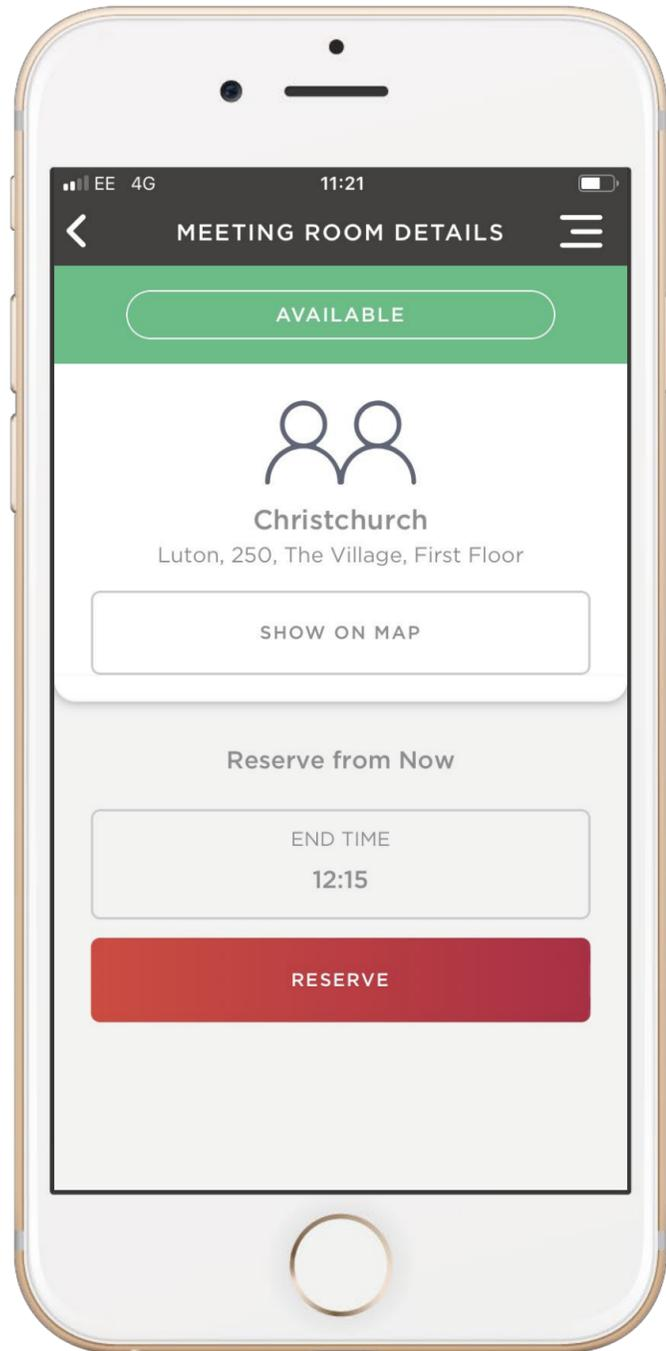 EE 4G 11:21
MEETING ROOM DETAILS
AVAILABLE
Christchurch
Luton, 250, The Village, First Floor
SHOW ON MAP
Reserve from Now
END TIME
12:15
RESERVE